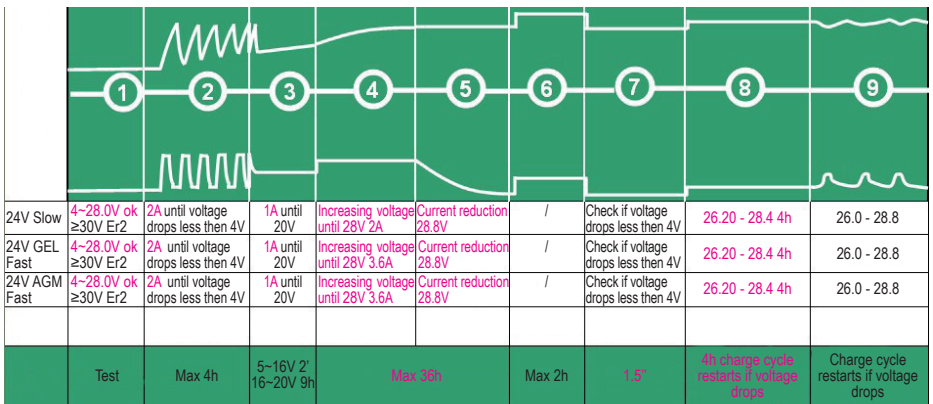 1 2 3 4 5 6 7 8 9
24V Slow
4~28.0V ok
≥30V Er2
2A until voltage
drops less then 4V
1A until
20V
Increasing voltage
until 28V 2A
Current reduction
28.8V
/
Check if voltage
drops less then 4V
26.20 - 28.4 4h
26.0 - 28.8
24V GEL
Fast
4~28.0V ok
≥30V Er2
2A until voltage
drops less then 4V
1A until
20V
Increasing voltage
until 28V 3.6A
Current reduction
28.8V
/
Check if voltage
drops less then 4V
26.20 - 28.4 4h
26.0 - 28.8
24V AGM
Fast
4~28.0V ok
≥30V Er2
2A until voltage
drops less then 4V
1A until
20V
Increasing voltage
until 28V 3.6A
Current reduction
28.8V
/
Check if voltage
drops less then 4V
26.20 - 28.4 4h
26.0 - 28.8
Test
Max 4h
5~16V 2'
16~20V 9h
Max 36h
Max 2h
1.5"
4h charge cycle
restarts if voltage
drops
Charge cycle
restarts if voltage
drops